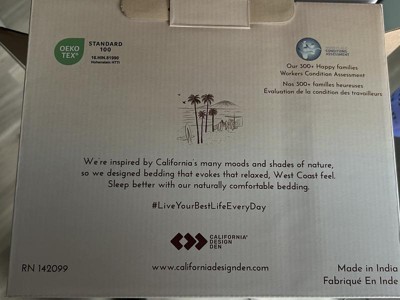 OEKO
TEX®
STANDARD
100
Our 300+ Happy families
Workers Condition Assessment
Nos 300+ familles heureuses
Evaluation de la condition des travailleurs
We're inspired by California's many moods and shades of nature,
so we designed bedding that evokes that relaxed, West Coast feel.
Sleep better with our naturally comfortable bedding.
#LiveYourBestLifeEveryDay
CALIFORNIA®
DESIGN
DEN
RN 142099
www.californiadesignden.com
Made in India
Fabriqué En Inde